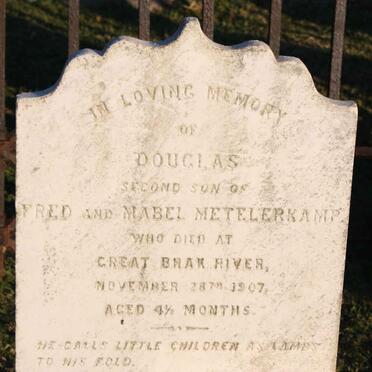 IN LOVING MEMORY
OF
DOUGLAS
SECOND SON OF
FRED AND MABEL METELERKAMP
WHO DIED AT
GREAT BRAK RIVER,
NOVEMBER 28TH 1907,
AGED 4½ MONTHS.
HE CALLS LITTLE CHILDREN AS LAMBS
TO HIS FOLD.